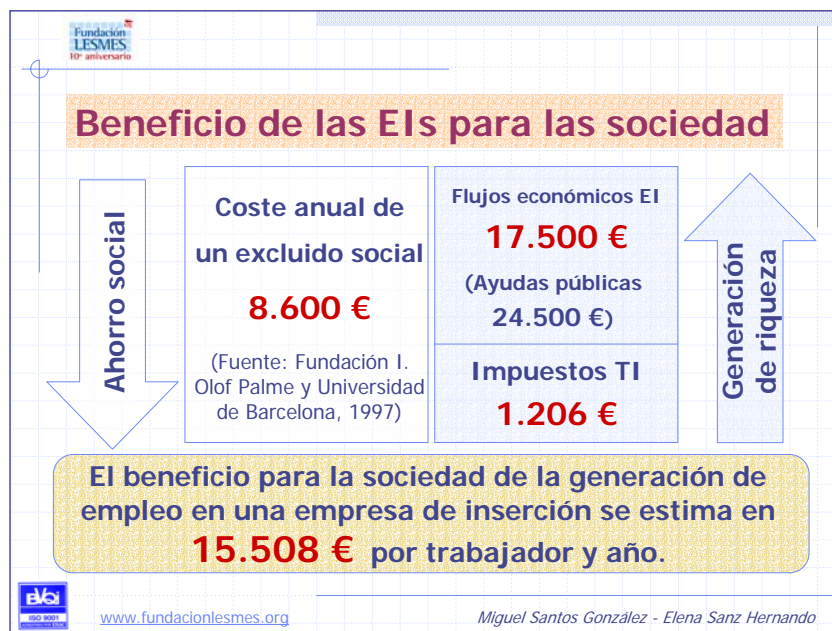 Fundación
LESMES
10º aniversario
Beneficio de las EIs para las sociedad
Ahorro social
Coste anual de
un excluido social
8.600 €
(Fuente: Fundación I.
Olof Palme y Universidad
de Barcelona, 1997)
Flujos económicos EI
17.500 €
(Ayudas públicas
24.500 €)
Impuestos TI
1.206 €
Generación
de riqueza
El beneficio para la sociedad de la generación de
empleo en una empresa de inserción se estima en
15.508 € por trabajador y año.
BVQi
ISO 9001
www.fundacionlesmes.org
Miguel Santos González - Elena Sanz Hernando